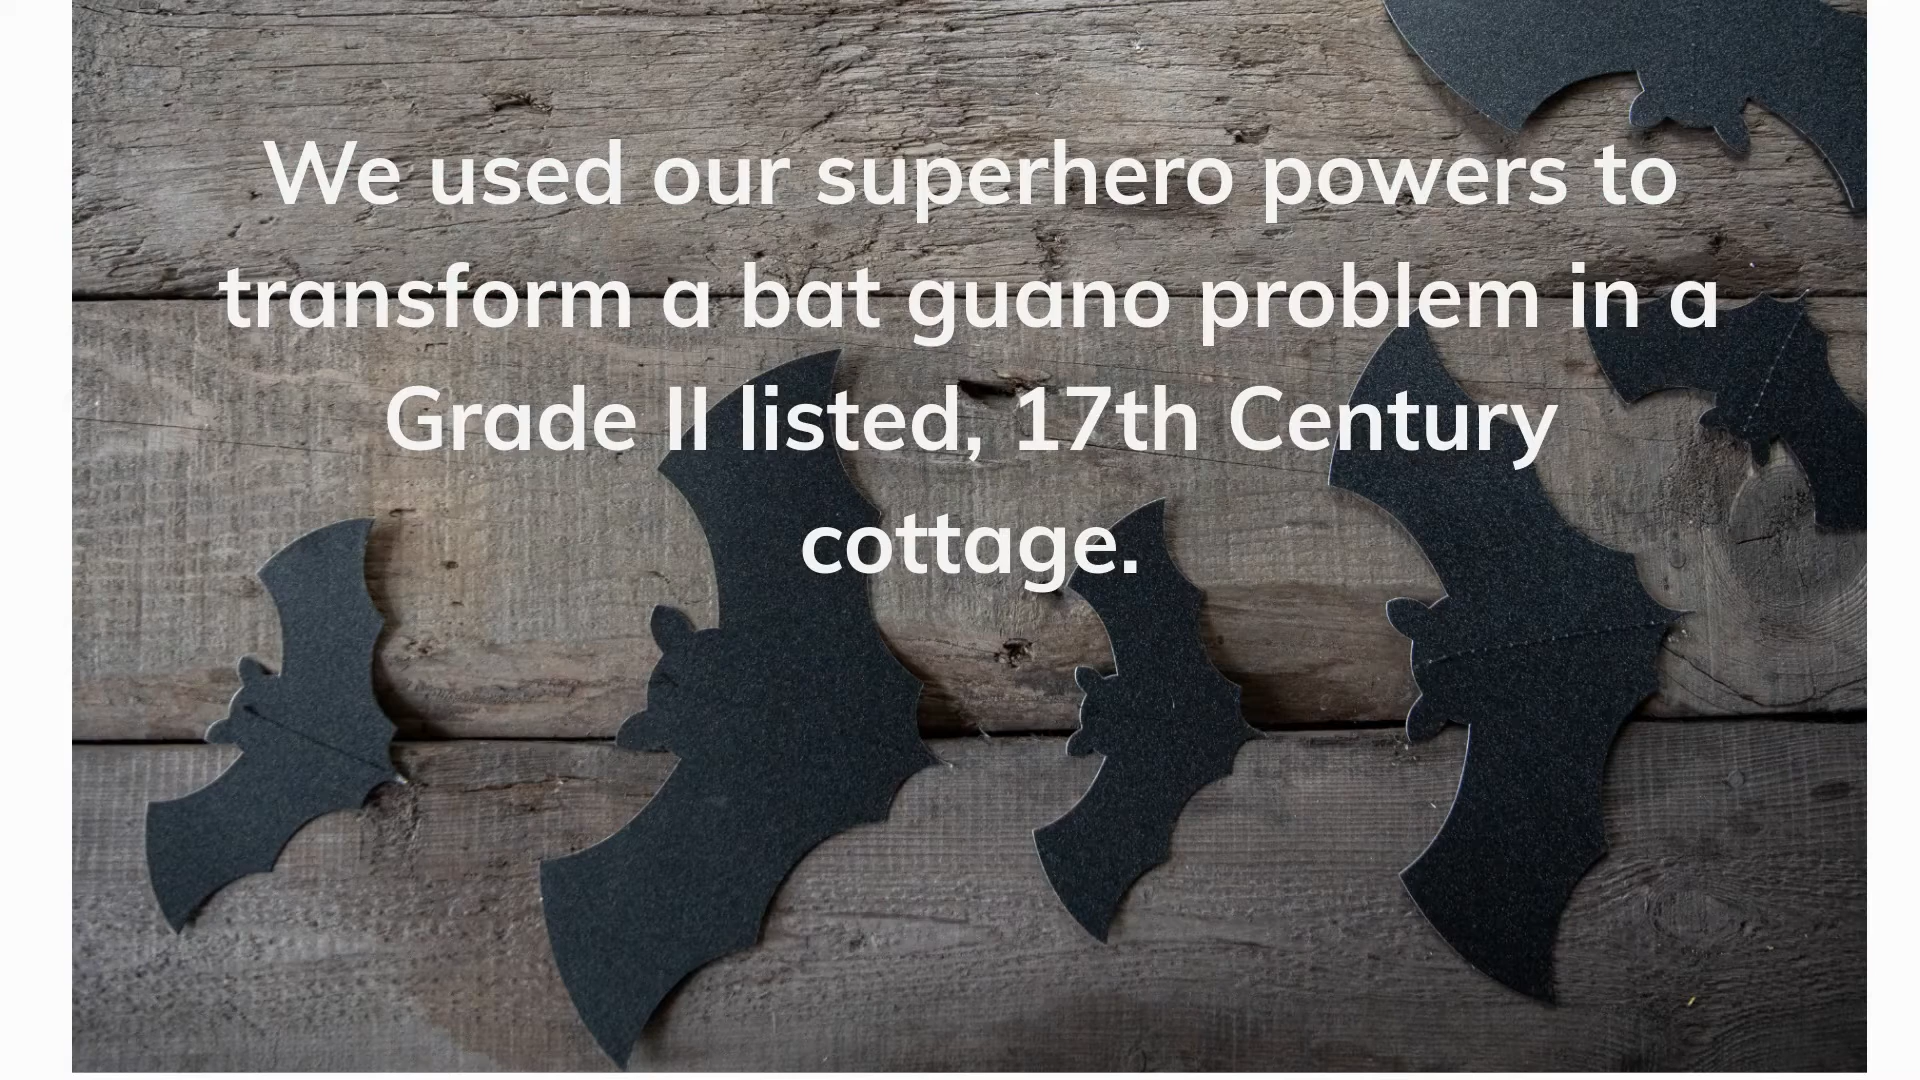 We used our superhero powers to
transform a bat guano problem in a
Grade II listed, 17th Century
cottage.